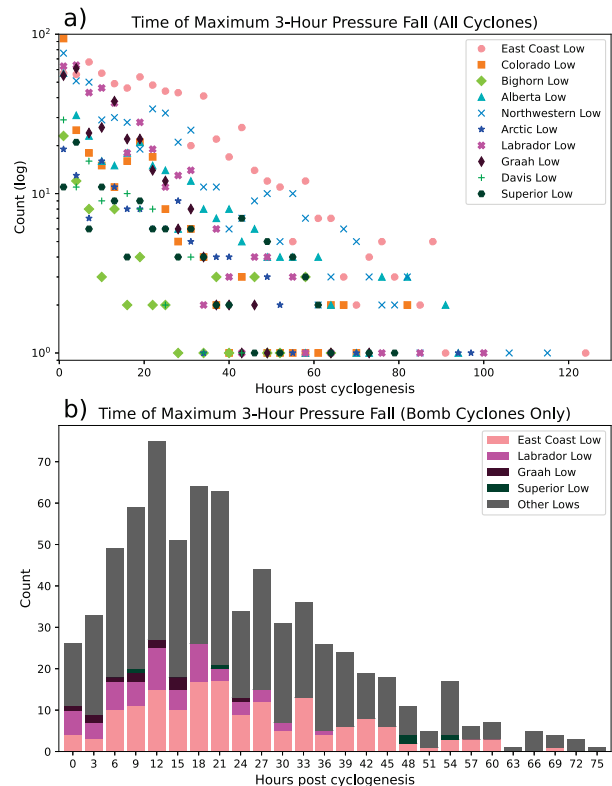 a)
Time of Maximum 3-Hour Pressure Fall (All Cyclones)
10²
10¹
10⁰
Count (log)
East Coast Low
Colorado Low
Bighorn Low
Alberta Low
Northwestern Low
Arctic Low
Labrador Low
Graah Low
Davis Low
Superior Low
0 20 40 60 80 100 120
Hours post cyclogenesis
b)
Time of Maximum 3-Hour Pressure Fall (Bomb Cyclones Only)
70
60
50
40
30
20
10
0
Count
East Coast Low
Labrador Low
Graah Low
Superior Low
Other Lows
0 3 6 9 12 15 18 21 24 27 30 33 36 39 42 45 48 51 54 57 60 63 66 69 72 75
Hours post cyclogenesis